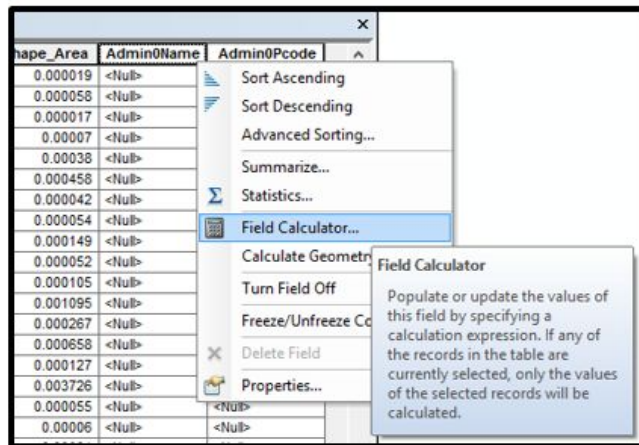 hape_Area Admin0Name Admin0Pcode
0.000019 <Null>
0.000058 <Null>
0.000017 <Null>
0.00007 <Null>
0.00038 <Null>
0.000458 <Null>
0.000042 <Null>
0.000054 <Null>
0.000149 <Null>
0.000052 <Null>
0.000105 <Null>
0.001095 <Null>
0.000267 <Null>
0.000658 <Null>
0.000127 <Null>
0.003726 <Null>
0.000055 <Null> <Null>
0.00006 <Null> <Null>
Sort Ascending
Sort Descending
Advanced Sorting...
Summarize...
Σ Statistics...
Field Calculator...
Calculate Geometry
Turn Field Off
Freeze/Unfreeze Co
Delete Field
Properties...
Field Calculator
Populate or update the values of
this field by specifying a
calculation expression. If any of
the records in the table are
currently selected, only the values
of the selected records will be
calculated.